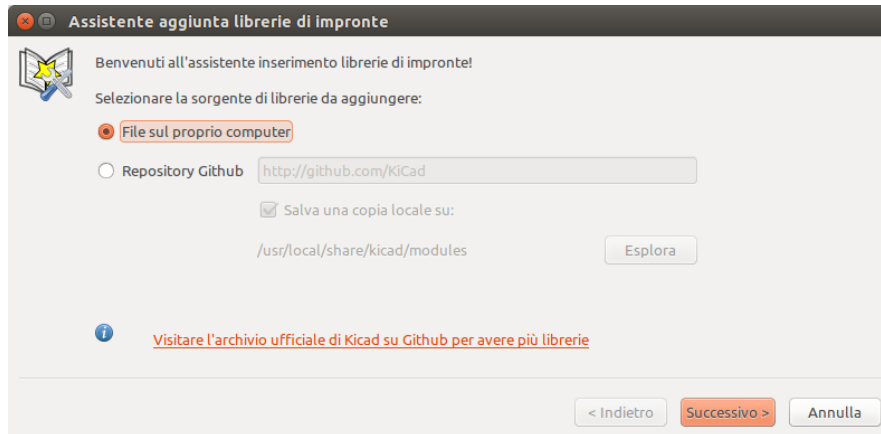 Assistente aggiunta librerie di impronte
Benvenuti all'assistente inserimento librerie di impronte!
Selezionare la sorgente di librerie da aggiungere:
File sul proprio computer
Repository Github http://github.com/KiCad
Salva una copia locale su:
/usr/local/share/kicad/modules Esplora
Visitare l'archivio ufficiale di Kicad su Github per avere più librerie
< Indietro Successivo > Annulla